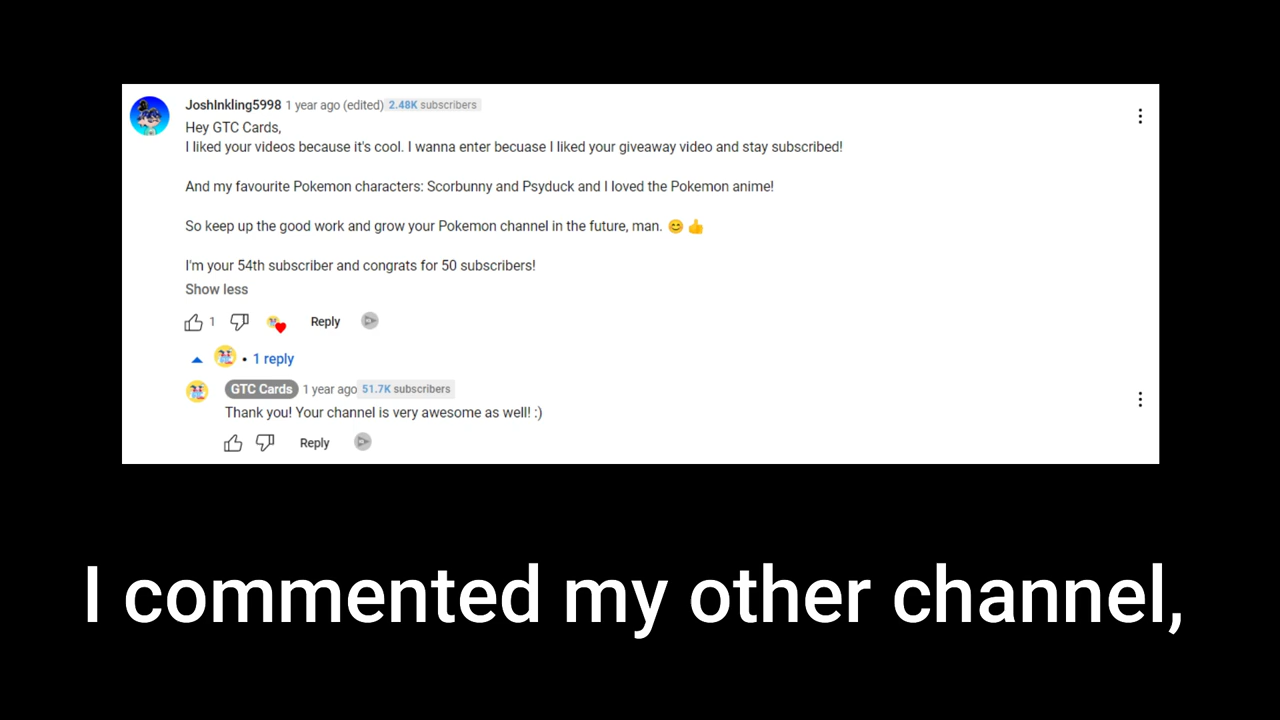 JoshInkling5998 1 year ago (edited) 2.48K subscribers
Hey GTC Cards,
I liked your videos because it's cool. I wanna enter becuase I liked your giveaway video and stay subscribed!
And my favourite Pokemon characters: Scorbunny and Psyduck and I loved the Pokemon anime!
So keep up the good work and grow your Pokemon channel in the future, man. 😊 👍
I'm your 54th subscriber and congrats for 50 subscribers!
Show less
1 Reply
• 1 reply
GTC Cards 1 year ago 51.7K subscribers
Thank you! Your channel is very awesome as well! :)
Reply
I commented my other channel,